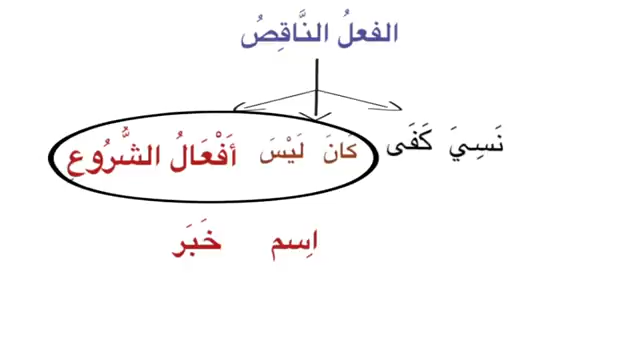 الفعلُ النَّاقِصُ
نَسِيَ كَفَى كَانَ لَيْسَ أَفْعَالُ الشُّرُوعِ
اِسم خَبَر